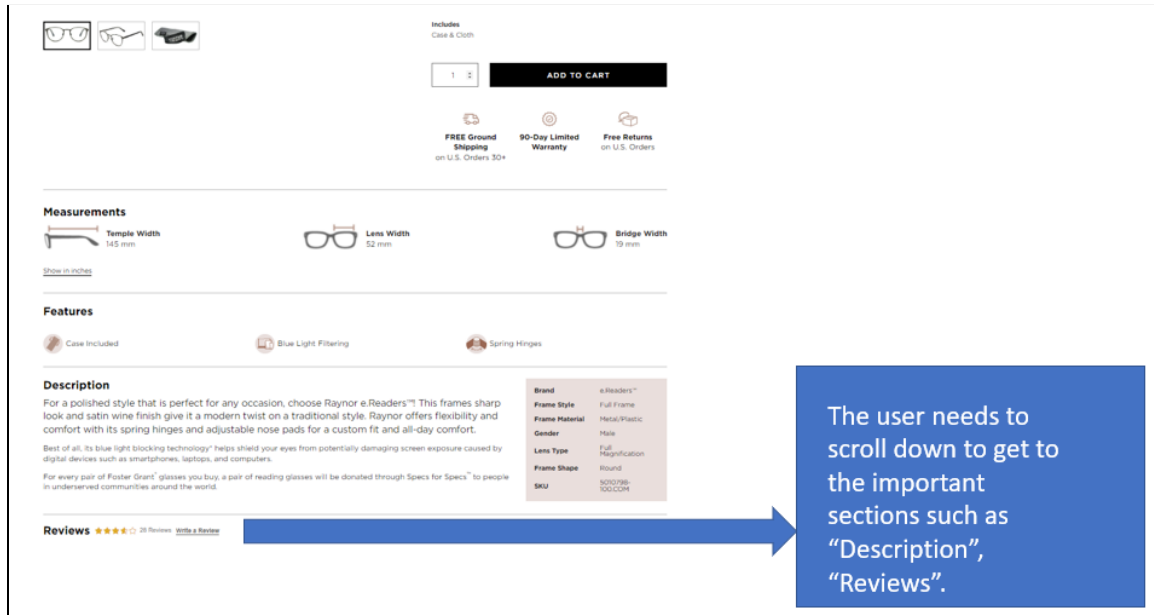 Includes
Case & Cloth
1
ADD TO CART
FREE Ground
Shipping
on U.S. Orders 30+
90-Day Limited
Warranty
Free Returns
on U.S. Orders
Measurements
Temple Width
145 mm
Lens Width
52 mm
Bridge Width
19 mm
Show in inches
Features
Case Included
Blue Light Filtering
Spring Hinges
Description
For a polished style that is perfect for any occasion, choose Raynor e.Readers™! This frames sharp
look and satin wine finish give it a modern twist on a traditional style. Raynor offers flexibility and
comfort with its spring hinges and adjustable nose pads for a custom fit and all-day comfort.
Best of all, its blue light blocking technology* helps shield your eyes from potentially damaging screen exposure caused by
digital devices such as smartphones, laptops, and computers.
For every pair of Foster Grant® glasses you buy, a pair of reading glasses will be donated through Specs for Specs™ to people
in underserved communities around the world.
Brand e.Readers™
Frame Style Full Frame
Frame Material Metal/Plastic
Gender Male
Lens Type Full
Magnification
Frame Shape Round
SKU 5010798-
100.COM
Reviews 26 Reviews Write a Review
The user needs to
scroll down to get to
the important
sections such as
“Description”,
“Reviews”.